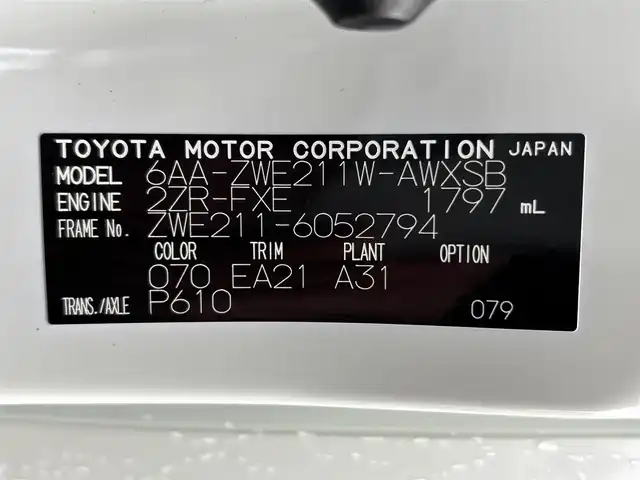 TOYOTA MOTOR CORPORATION JAPAN
MODEL 6AA-ZWE211W-AWXSB
ENGINE 2ZR-FXE 1797 mL
FRAME No. ZWE211-6052794
COLOR TRIM PLANT OPTION
070 EA21 A31
TRANS./AXLE P610 079